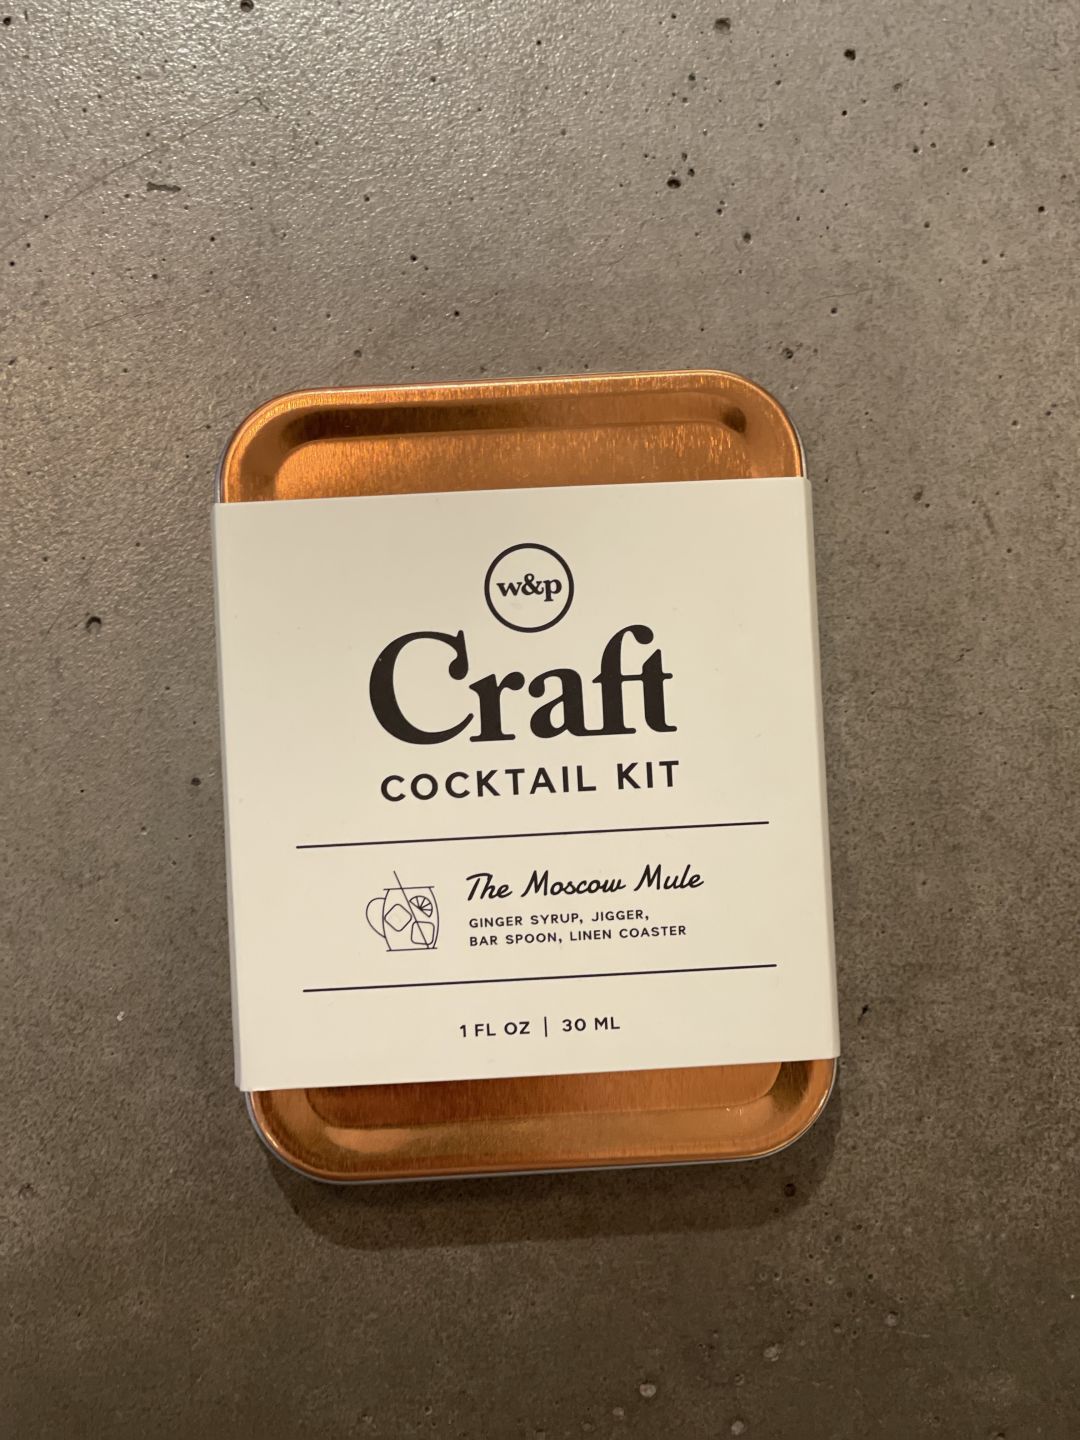 w&p
Craft
COCKTAIL KIT
The Moscow Mule
GINGER SYRUP, JIGGER,
BAR SPOON, LINEN COASTER
1 FL OZ | 30 ML